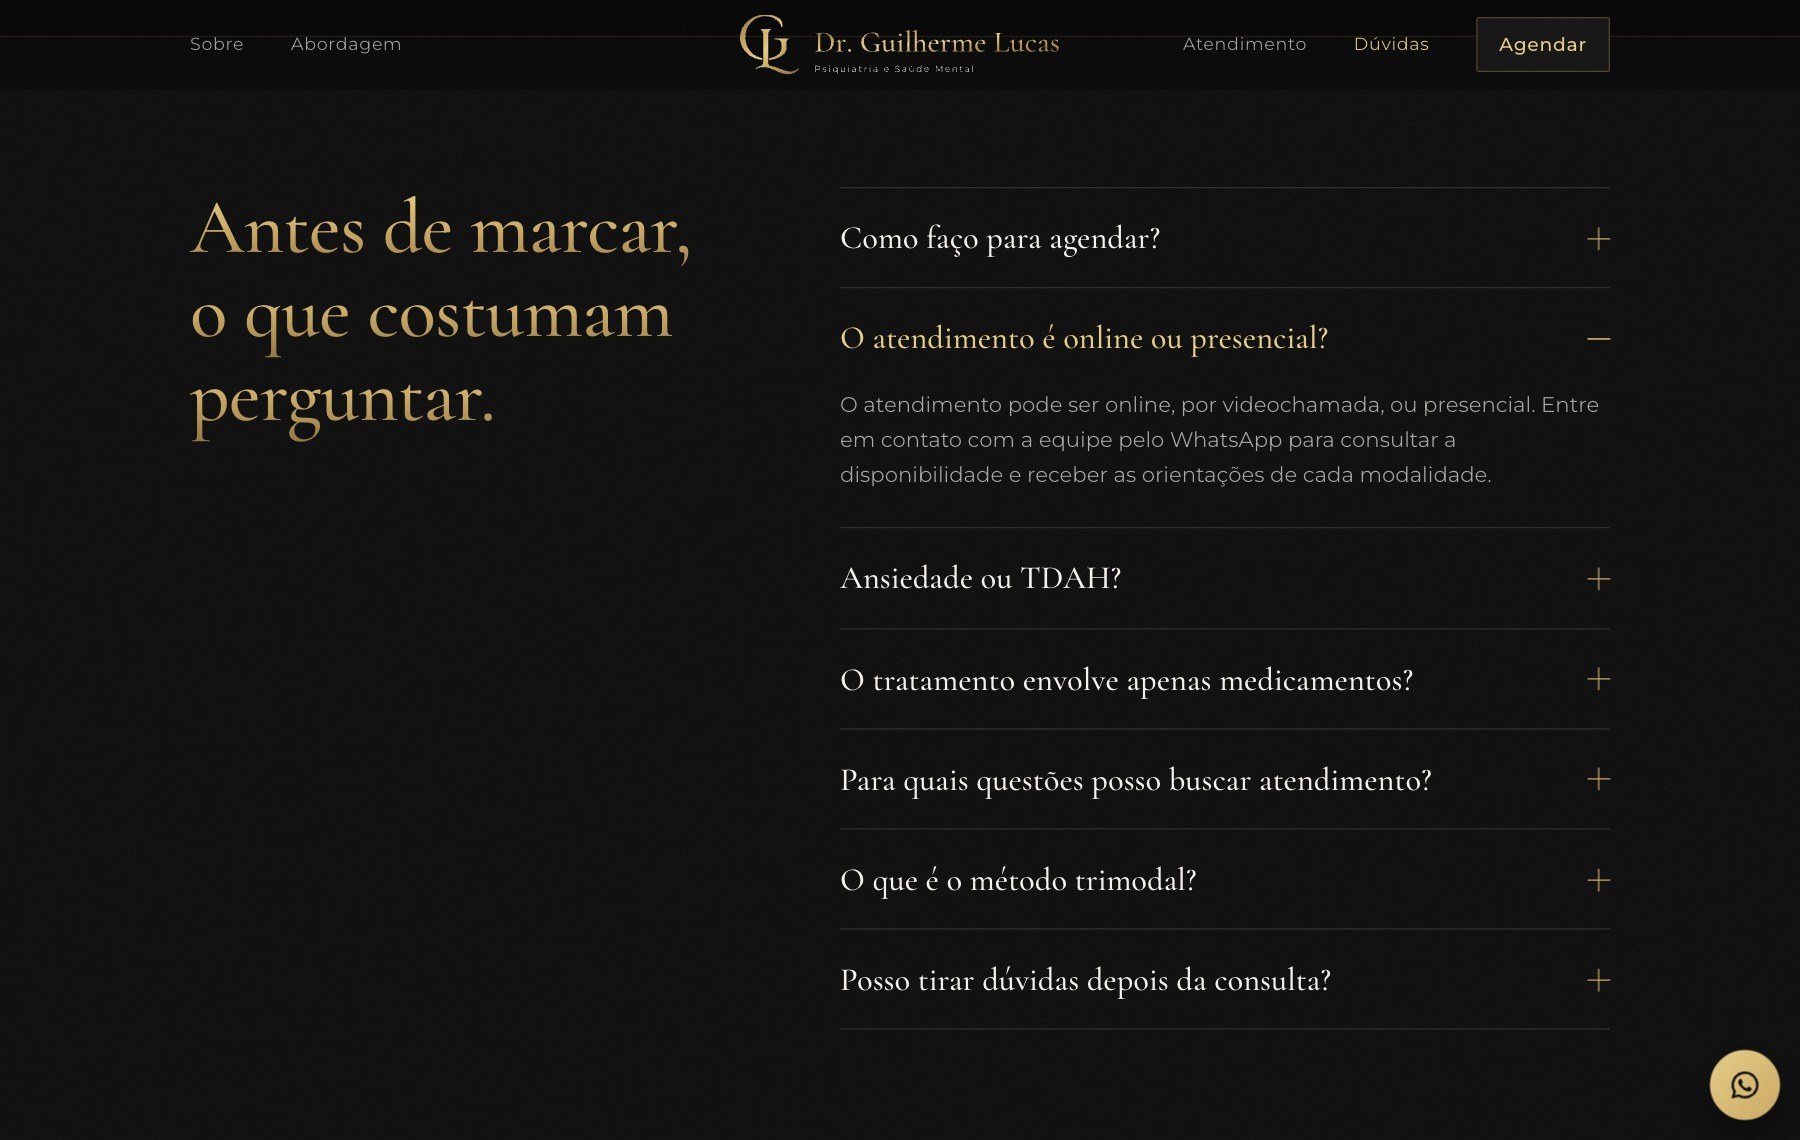 Sobre
Abordagem
GL
Dr. Guilherme Lucas
Psiquiatria e Saúde Mental
Atendimento
Dúvidas
Agendar
Antes de marcar,
o que costumam
perguntar.
Como faço para agendar?
O atendimento é online ou presencial?
O atendimento pode ser online, por videochamada, ou presencial. Entre
em contato com a equipe pelo WhatsApp para consultar a
disponibilidade e receber as orientações de cada modalidade.
Ansiedade ou TDAH?
O tratamento envolve apenas medicamentos?
Para quais questões posso buscar atendimento?
O que é o método trimodal?
Posso tirar dúvidas depois da consulta?